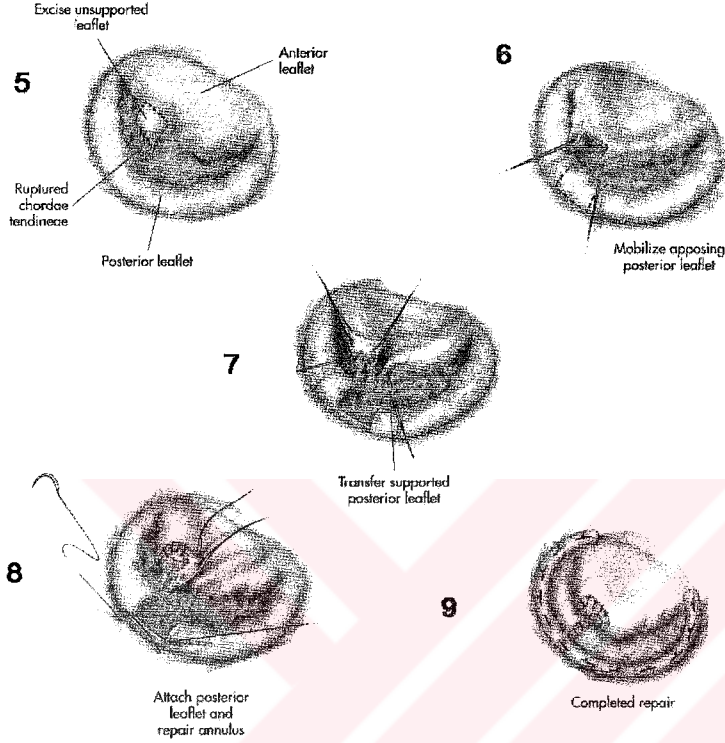 Excise unsupported
leaflet
Anterior
leaflet
5
Ruptured
chordae
tendineae
Posterior leaflet
6
Mobilize apposing
posterior leaflet
7
Transfer supported
posterior leaflet
8
Attach posterior
leaflet and
repair annulus
9
Completed repair